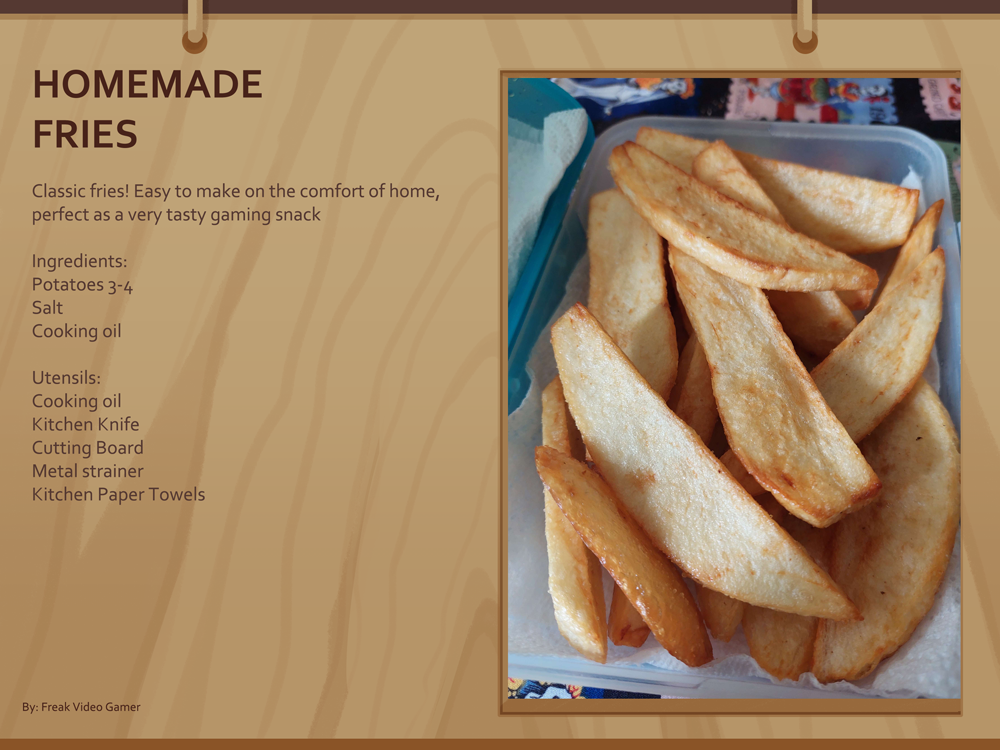 HOMEMADE
FRIES
Classic fries! Easy to make on the comfort of home,
perfect as a very tasty gaming snack
Ingredients:
Potatoes 3-4
Salt
Cooking oil
Utensils:
Cooking oil
Kitchen Knife
Cutting Board
Metal strainer
Kitchen Paper Towels
By: Freak Video Gamer